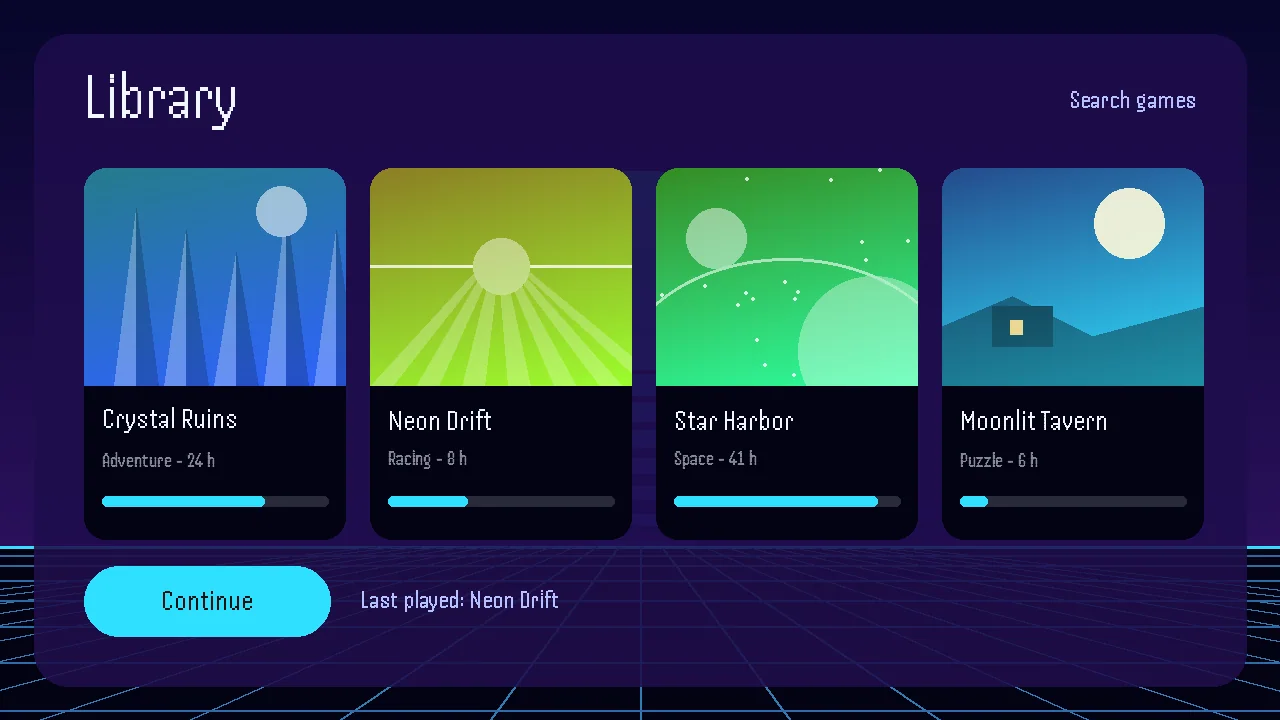 Library
Search games
Crystal Ruins
Adventure - 24 h
Neon Drift
Racing - 8 h
Star Harbor
Space - 41 h
Moonlit Tavern
Puzzle - 6 h
Continue
Last played: Neon Drift